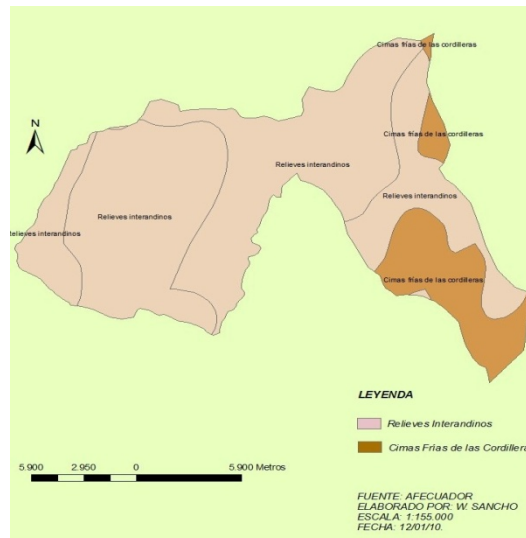 Cimas frías de las cordilleras
N
Cimas frías de las cordilleras
Relieves interandinos
Relieves interandinos
Relieves interandinos
Relieves interandinos
Cimas frías de las cordilleras
LEYENDA
Relieves Interandinos
Cimas Frías de las Cordillera
5.900 2.950 0 5.900 Metros
FUENTE: AFECUADOR
ELABORADO POR: W. SANCHO
ESCALA: 1:155.000
FECHA: 12/01/10.